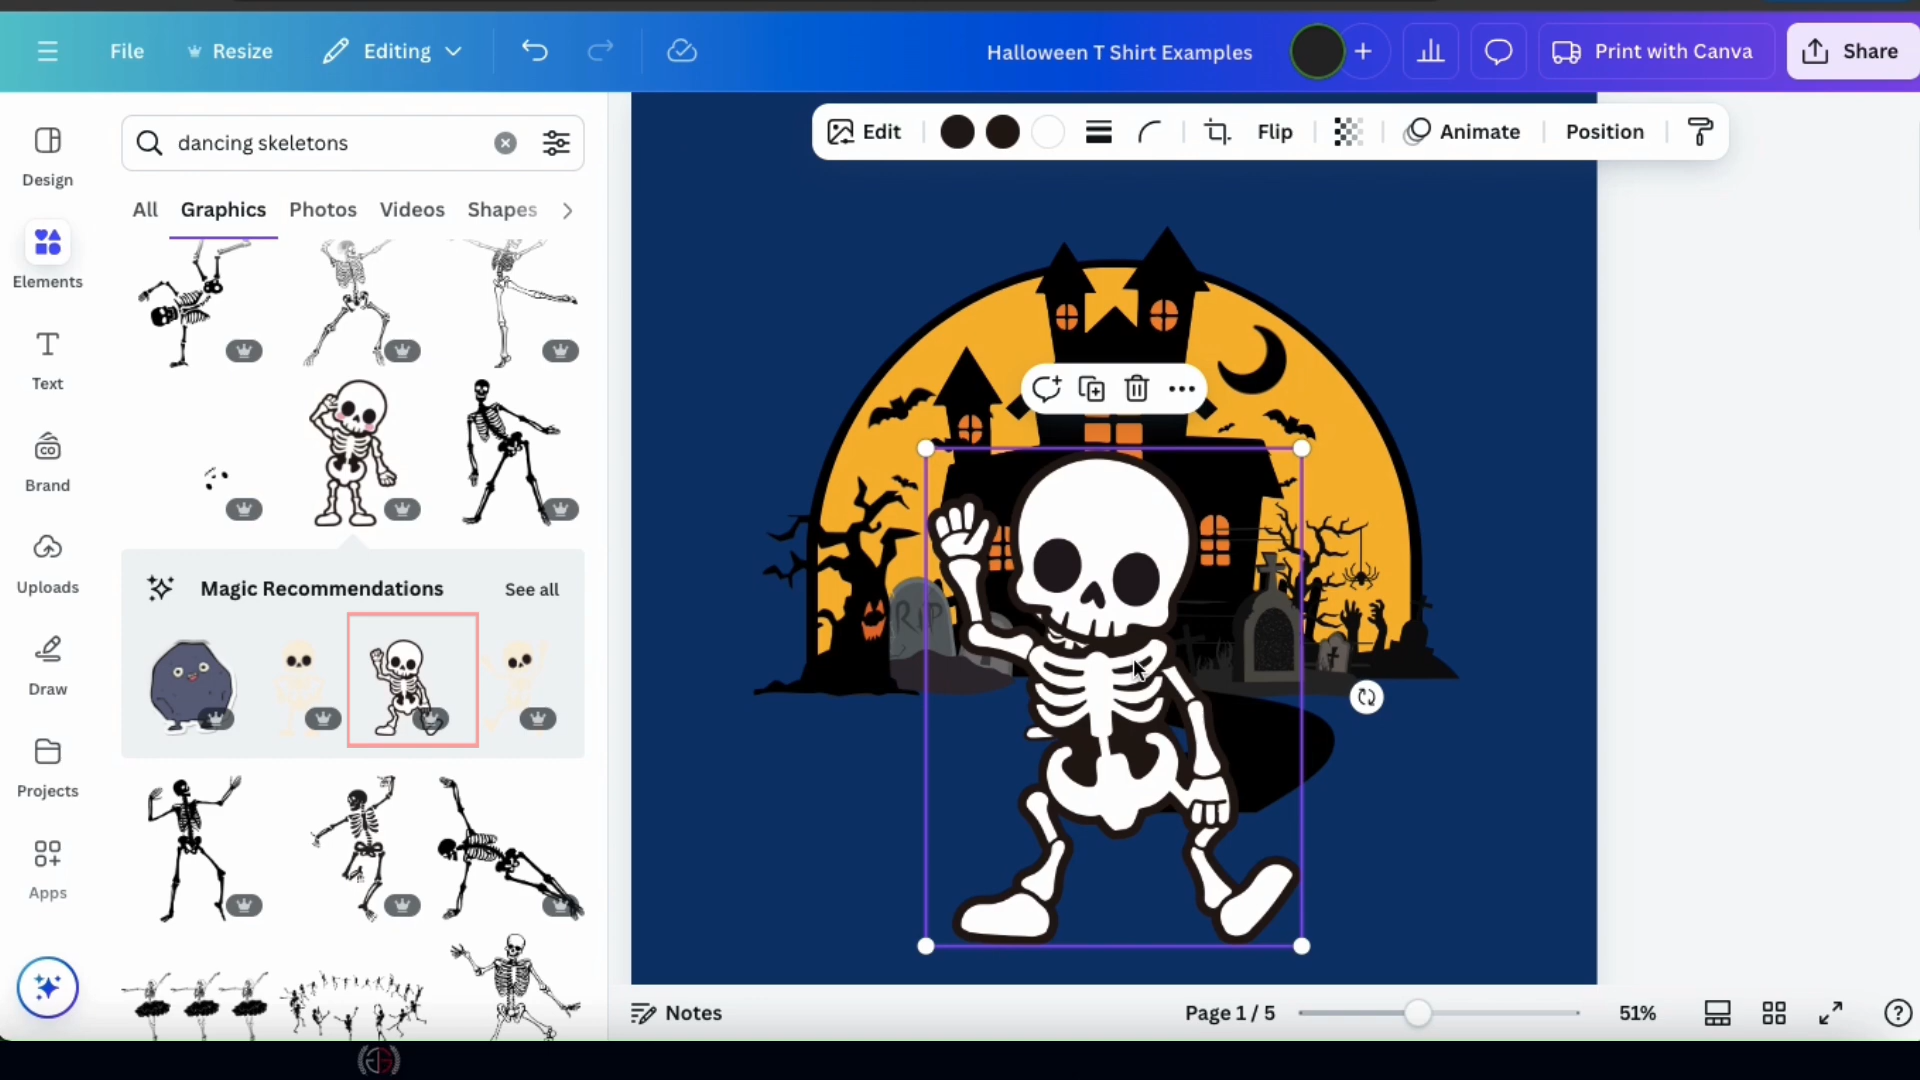 File
Resize
Editing
Halloween T Shirt Examples
Print with Canva
Share
dancing skeletons
Edit
Flip
Animate
Position
Design
Elements
Text
Brand
Uploads
Draw
Projects
Apps
All
Graphics
Photos
Videos
Shapes
CO
Magic Recommendations
See all
RIP
Notes
Page 1 / 5
51%